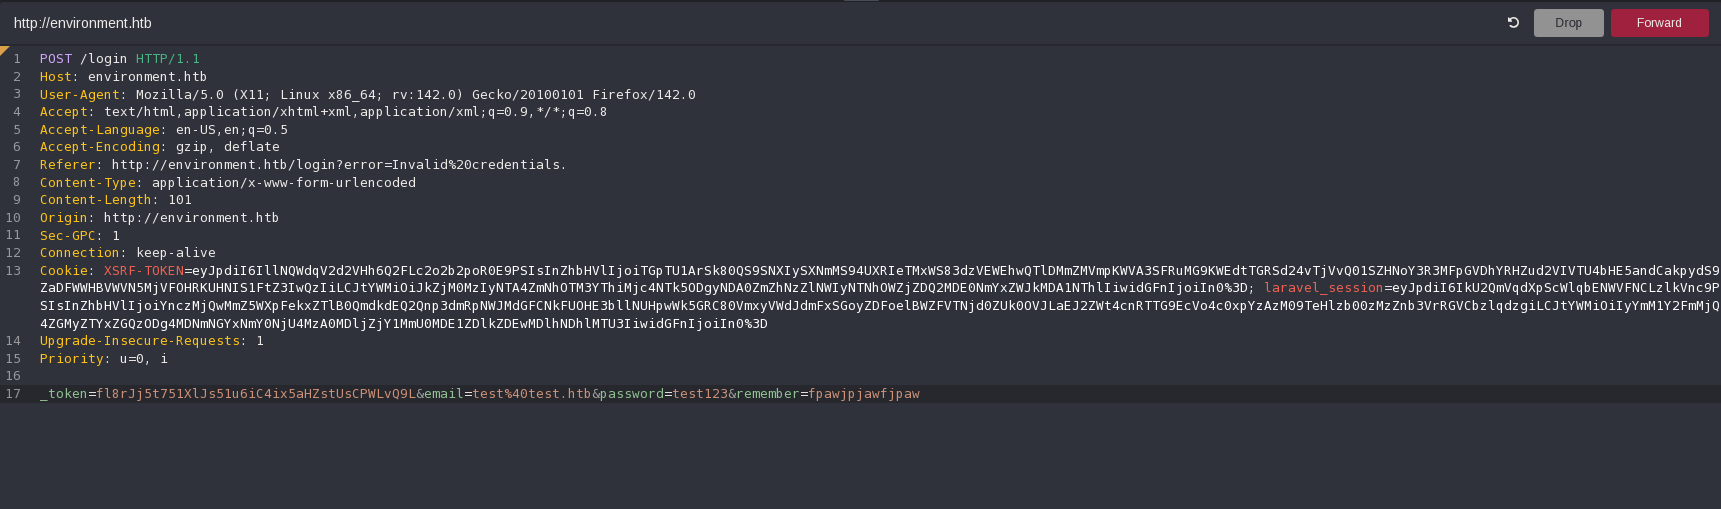 http://environment.htb
Drop
Forward
1 POST /login HTTP/1.1
2 Host: environment.htb
3 User-Agent: Mozilla/5.0 (X11; Linux x86_64; rv:142.0) Gecko/20100101 Firefox/142.0
4 Accept: text/html,application/xhtml+xml,application/xml;q=0.9,*/*;q=0.8
5 Accept-Language: en-US,en;q=0.5
6 Accept-Encoding: gzip, deflate
7 Referer: http://environment.htb/login?error=Invalid%20credentials.
8 Content-Type: application/x-www-form-urlencoded
9 Content-Length: 101
10 Origin: http://environment.htb
11 Sec-GPC: 1
12 Connection: keep-alive
13 Cookie: XSRF-TOKEN=eyJpdiI6IllNQWdqV2d2VHh6Q2FLc2o2b2poR0E9PSIsInZhbHVlIjoiTGpTU1ArSk80QS9SNXIySXNmMS94UXRIeTMxWS83dzVEWEhwQTlDMmZMVmpKWVA3SFRuMG9KWEdtTGRSd24vTjVvQ01SZHNoY3R3MFpGVDhYRHZud2VIVTU4bHE5andCakpydS9
ZaDFWWHBVWVN5MjVFOHRKUHNIS1FtZ3IwQzIiLCJtYWMiOiJkZjM0MzIyNTA4ZmNhOTM3YThiMjc4NTk5ODgyNDA0ZmZhNzZlNWIyNTNhOWZjZDQ2MDE0NmYxZWJkMDA1NThlIiwidGFnIjoiIn0%3D; laravel_session=eyJpdiI6IkU2QmVqdXpScWlqbENWVFNCLzlkVnc9P
SIsInZhbHVlIjoiYnczMjQwMmZ5WXpFekxZTlB0QmdkdEQ2Qnp3dmRpNWJMdGFCNkFUOHE3bllNUHpwWk5GRC80VmxyVWdJdmFxSGoyZDFoelBWZFVTNjd0ZUk0OVJLaEJ2ZWt4cnRTTG9EcVo4c0xpYzAzM09TeHlzb00zMzZnb3VrRGVCbzlqdzgiLCJtYWMiOiIyYmM1Y2FmMjQ
4ZGMyZTYxZGQzODg4MDNmNGYxNmY0NjU4MzA0MDljZjY1MmU0MDE1ZDlkZDEwMDlhNDhlMTU3IiwidGFnIjoiIn0%3D
14 Upgrade-Insecure-Requests: 1
15 Priority: u=0, i
16
17 _token=fl8rJj5t751XlJs51u6iC4ix5aHZstUsCPWLvQ9L&email=test%40test.htb&password=test123&remember=fpawjpjawfjpaw